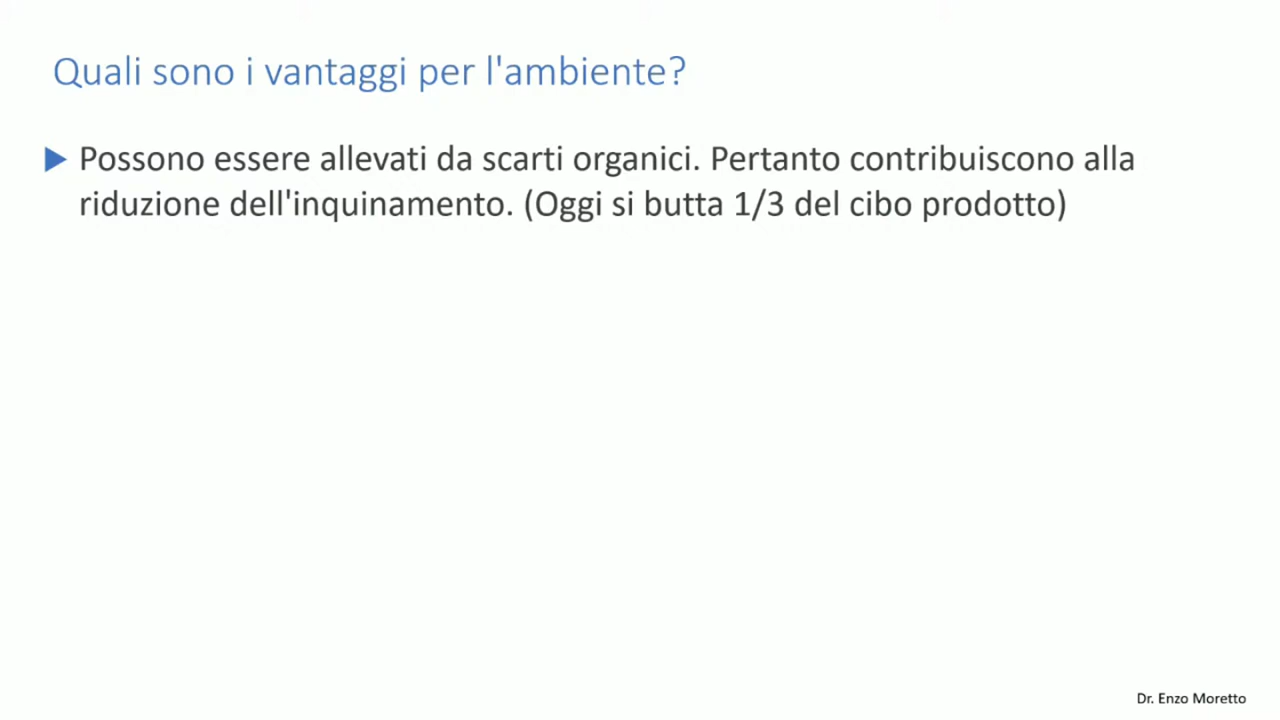 Quali sono i vantaggi per l'ambiente?
Possono essere allevati da scarti organici. Pertanto contribuiscono alla
riduzione dell'inquinamento. (Oggi si butta 1/3 del cibo prodotto)
Dr. Enzo Moretto